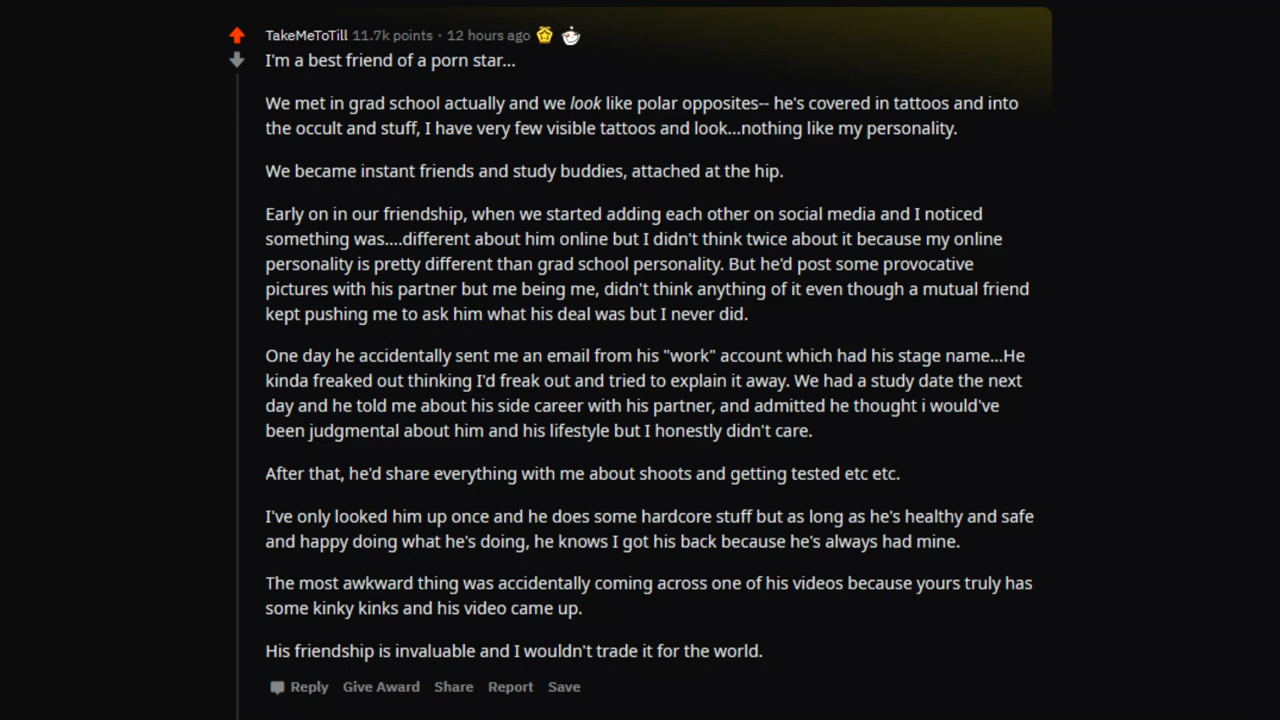 TakeMeToTill 11.7k points · 12 hours ago
I'm a best friend of a porn star...
We met in grad school actually and we look like polar opposites-- he's covered in tattoos and into
the occult and stuff, I have very few visible tattoos and look...nothing like my personality.
We became instant friends and study buddies, attached at the hip.
Early on in our friendship, when we started adding each other on social media and I noticed
something was....different about him online but I didn't think twice about it because my online
personality is pretty different than grad school personality. But he'd post some provocative
pictures with his partner but me being me, didn't think anything of it even though a mutual friend
kept pushing me to ask him what his deal was but I never did.
One day he accidentally sent me an email from his "work" account which had his stage name...He
kinda freaked out thinking I'd freak out and tried to explain it away. We had a study date the next
day and he told me about his side career with his partner, and admitted he thought i would've
been judgmental about him and his lifestyle but I honestly didn't care.
After that, he'd share everything with me about shoots and getting tested etc etc.
I've only looked him up once and he does some hardcore stuff but as long as he's healthy and safe
and happy doing what he's doing, he knows I got his back because he's always had mine.
The most awkward thing was accidentally coming across one of his videos because yours truly has
some kinky kinks and his video came up.
His friendship is invaluable and I wouldn't trade it for the world.
Reply Give Award Share Report Save